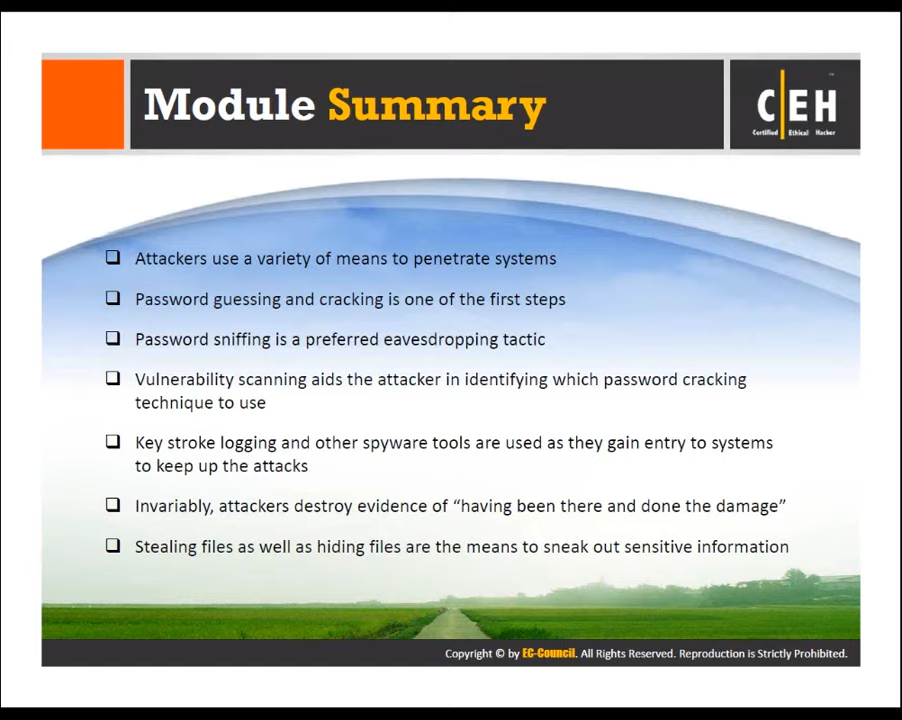 Module Summary
C|EH
™
Certified Ethical Hacker
❑ Attackers use a variety of means to penetrate systems
❑ Password guessing and cracking is one of the first steps
❑ Password sniffing is a preferred eavesdropping tactic
❑ Vulnerability scanning aids the attacker in identifying which password cracking
technique to use
❑ Key stroke logging and other spyware tools are used as they gain entry to systems
to keep up the attacks
❑ Invariably, attackers destroy evidence of “having been there and done the damage”
❑ Stealing files as well as hiding files are the means to sneak out sensitive information
Copyright © by EC-Council. All Rights Reserved. Reproduction is Strictly Prohibited.